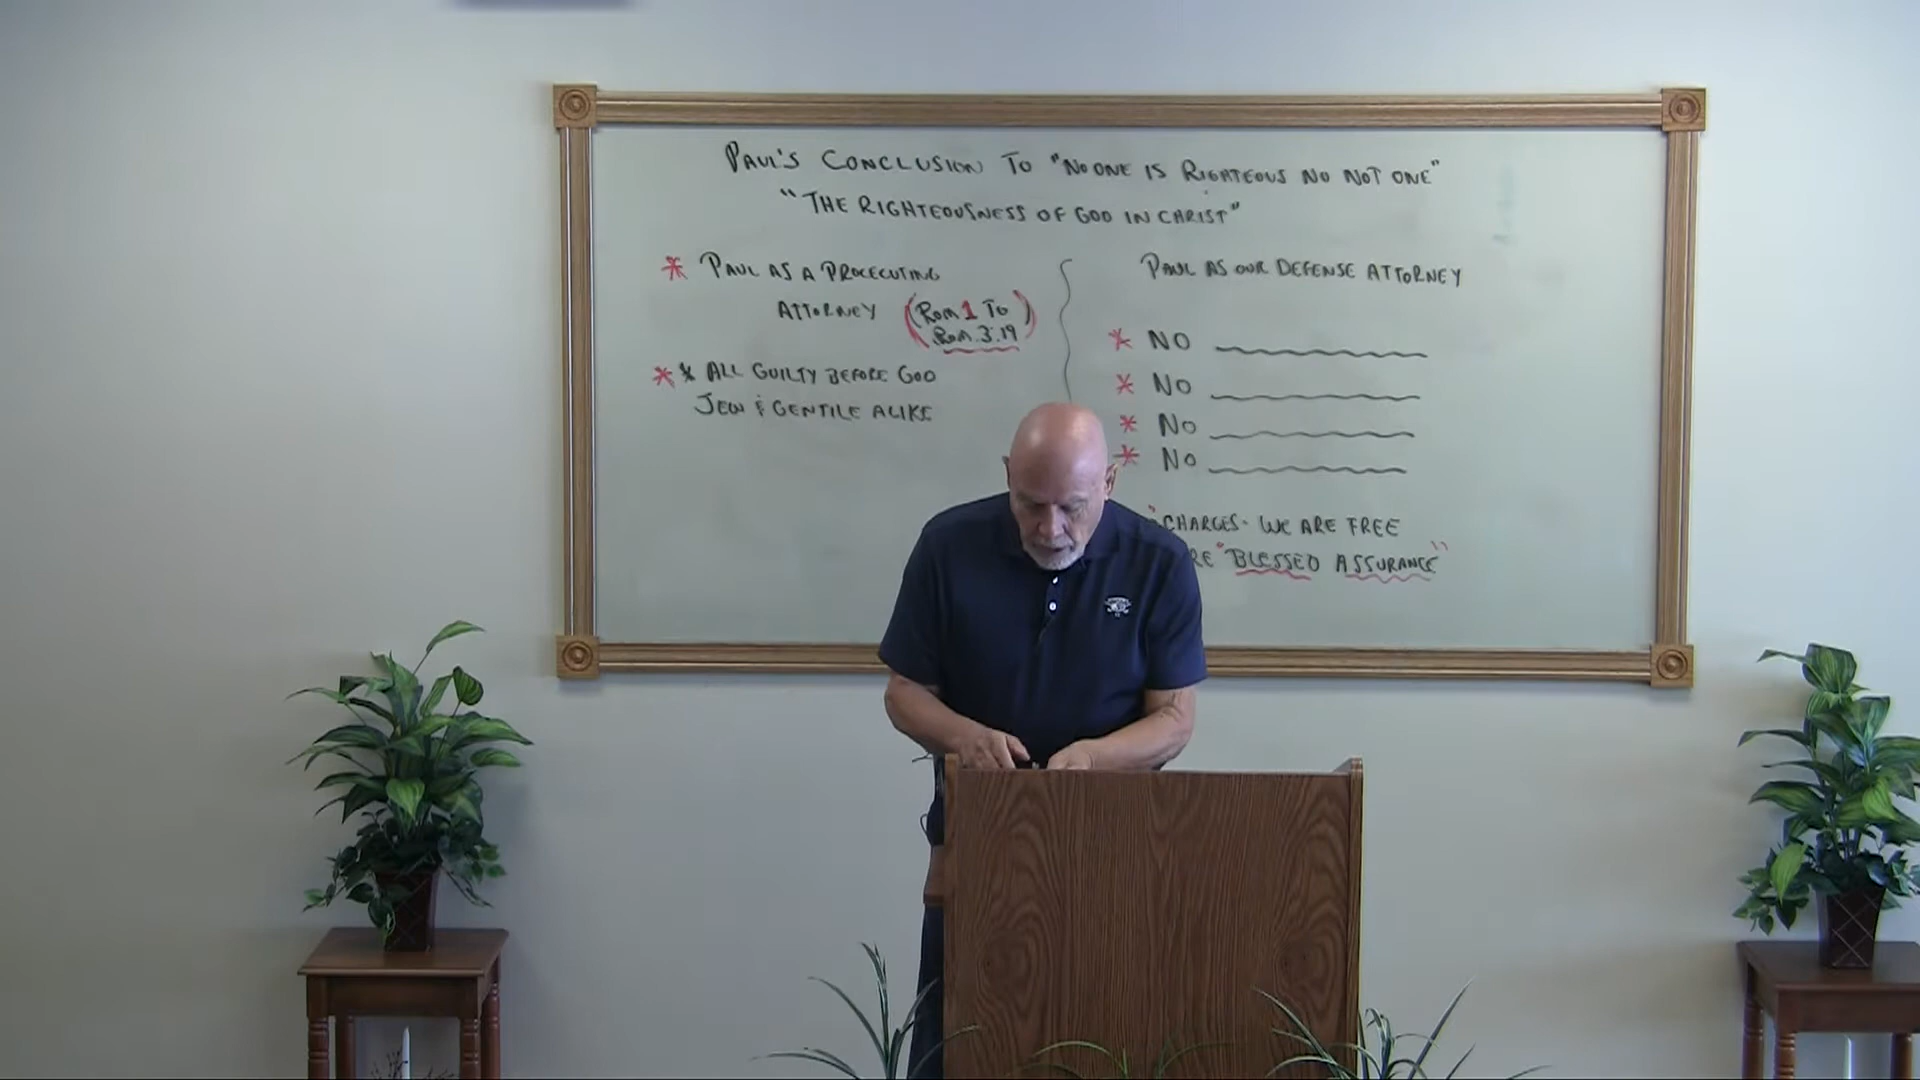 PAUL'S CONCLUSION TO "NO ONE IS RIGHTEOUS NO NOT ONE"
"THE RIGHTEOUSNESS OF GOD IN CHRIST"
* PAUL AS A PROCECUTING
ATTORNEY (Rom 1 To
Rom. 3:19)
* * ALL GUILTY BEFORE GOD
JEW & GENTILE ALIKE
PAUL AS OUR DEFENSE ATTORNEY
* NO
* NO
* NO
* NO
" CHARGES - WE ARE FREE
RE "BLESSED ASSURANCE"